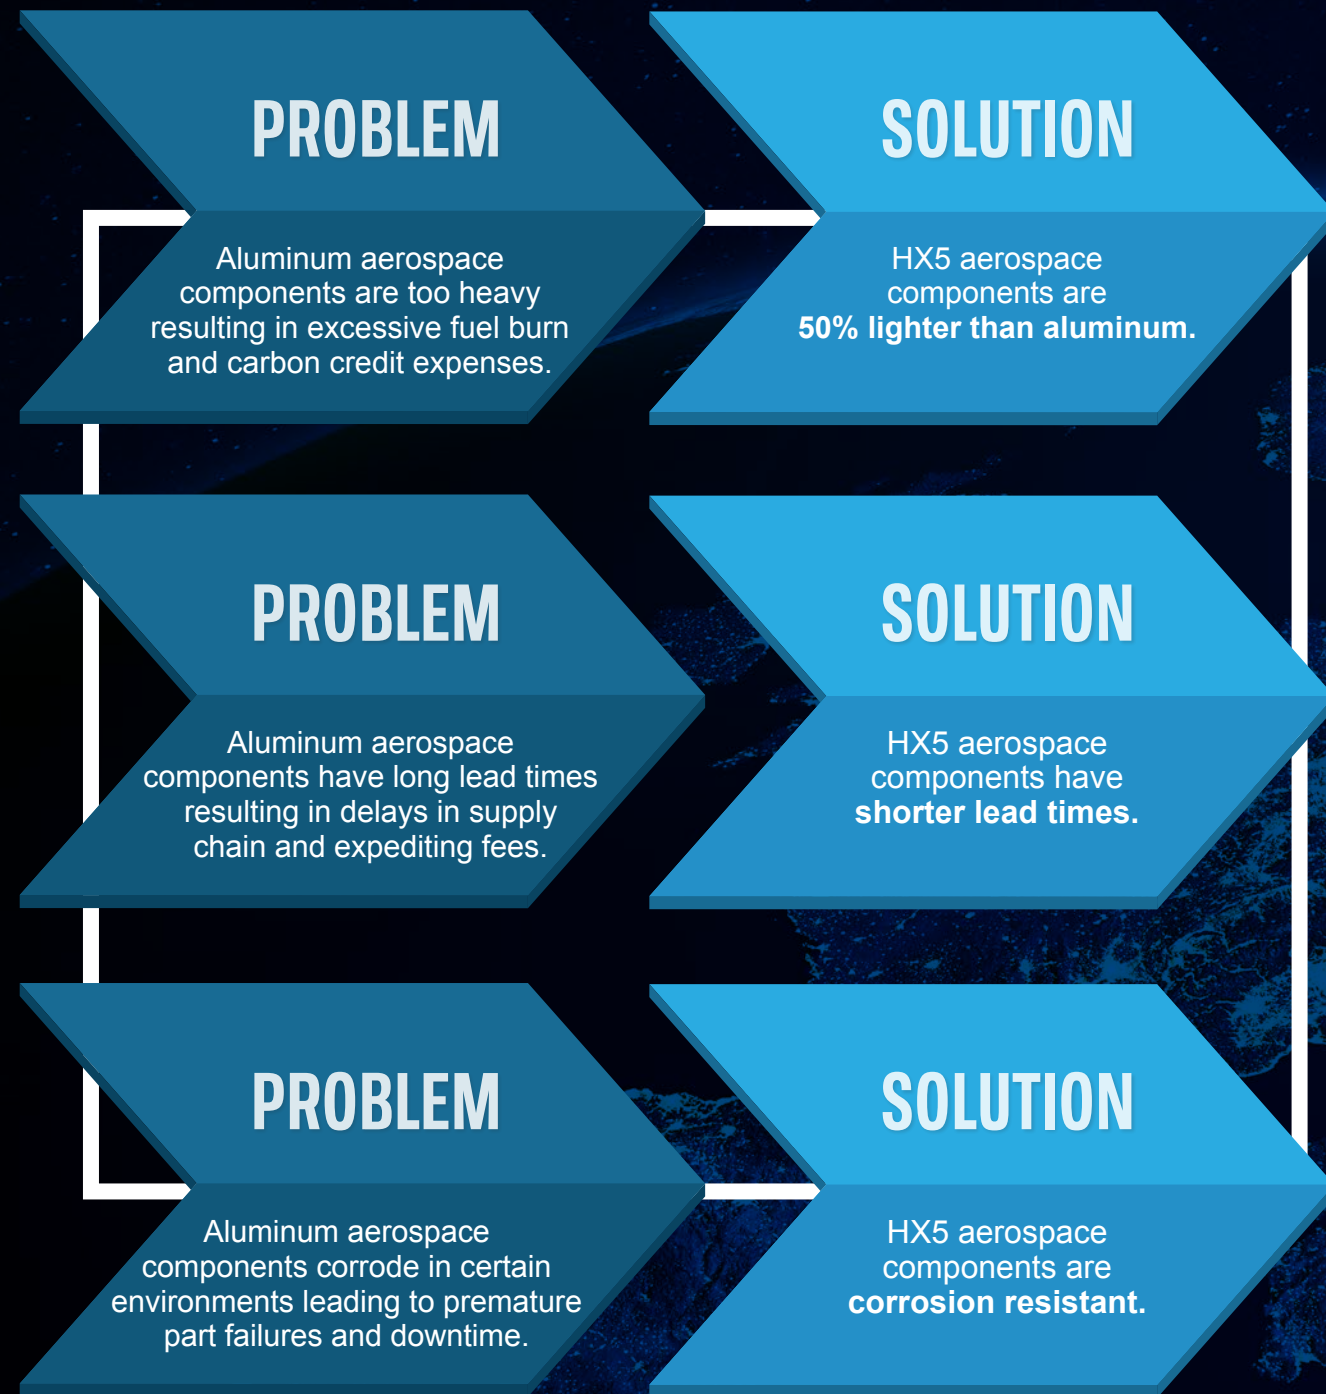 PROBLEM
Aluminum aerospace
components are too heavy
resulting in excessive fuel burn
and carbon credit expenses.
SOLUTION
HX5 aerospace
components are
50% lighter than aluminum.
PROBLEM
Aluminum aerospace
components have long lead times
resulting in delays in supply
chain and expediting fees.
SOLUTION
HX5 aerospace
components have
shorter lead times.
PROBLEM
Aluminum aerospace
components corrode in certain
environments leading to premature
part failures and downtime.
SOLUTION
HX5 aerospace
components are
corrosion resistant.